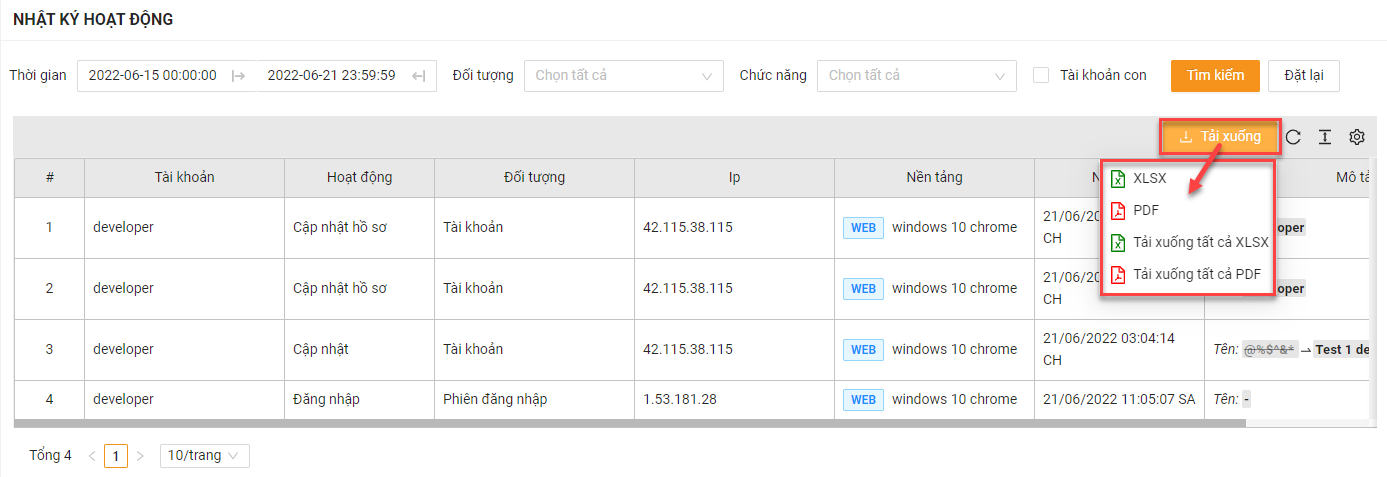 NHẬT KÝ HOẠT ĐỘNG
Thời gian 2022-06-15 00:00:00 2022-06-21 23:59:59 Đối tượng Chọn tất cả Chức năng Chọn tất cả Tài khoản con Tìm kiếm Đặt lại
Tải xuống
XLSX
PDF
Tải xuống tất cả XLSX
Tải xuống tất cả PDF
# Tài khoản Hoạt động Đối tượng Ip Nền tảng Mô tả
1 developer Cập nhật hồ sơ Tài khoản 42.115.38.115 WEB windows 10 chrome 21/06/20
CH
2 developer Cập nhật hồ sơ Tài khoản 42.115.38.115 WEB windows 10 chrome 21/06/20
CH
3 developer Cập nhật Tài khoản 42.115.38.115 WEB windows 10 chrome 21/06/2022 03:04:14
CH
Tên: @%$^&* → Test 1 de
4 developer Đăng nhập Phiên đăng nhập 1.53.181.28 WEB windows 10 chrome 21/06/2022 11:05:07 SA Tên: -
Tổng 4 < 1 > 10/trang